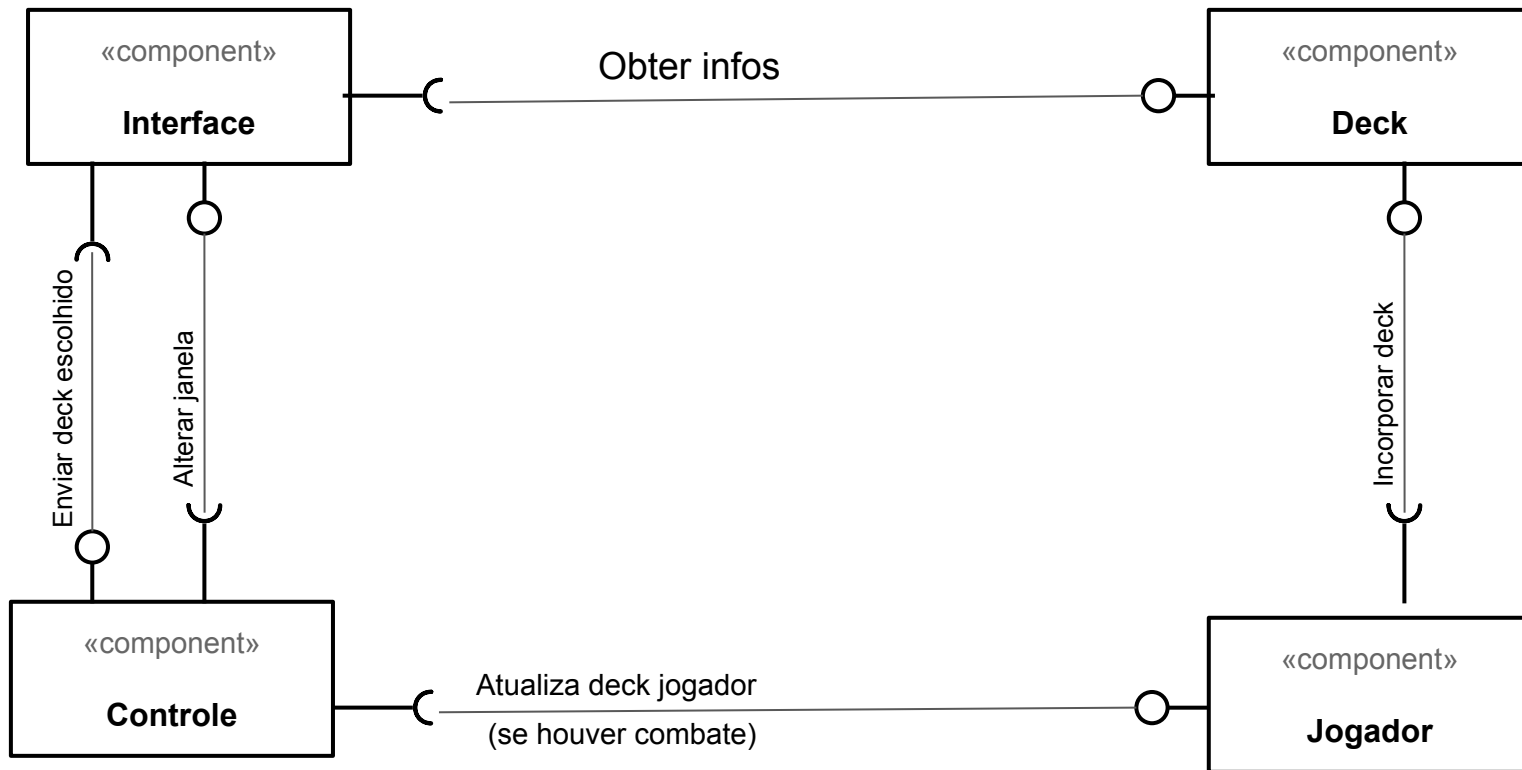 «component»
Interface
Obter infos
«component»
Deck
Enviar deck escolhido
Alterar janela
Incorporar deck
«component»
Controle
Atualiza deck jogador
(se houver combate)
«component»
Jogador